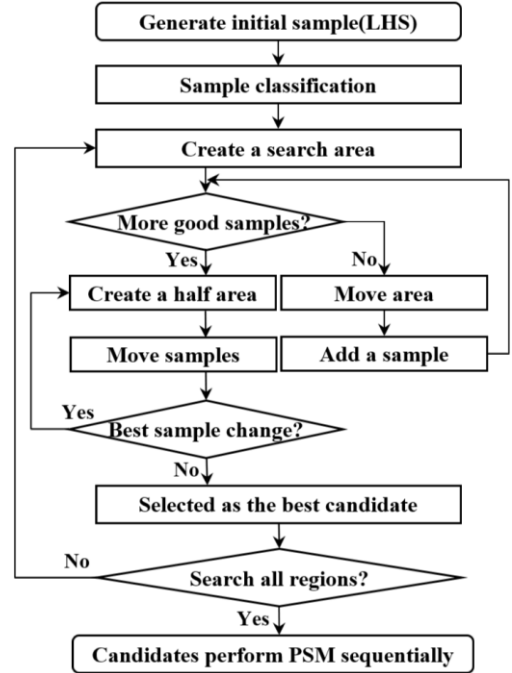 Generate initial sample(LHS)
Sample classification
Create a search area
More good samples?
Yes
No
Create a half area
Move area
Move samples
Add a sample
Yes
Best sample change?
No
Selected as the best candidate
No
Search all regions?
Yes
Candidates perform PSM sequentially